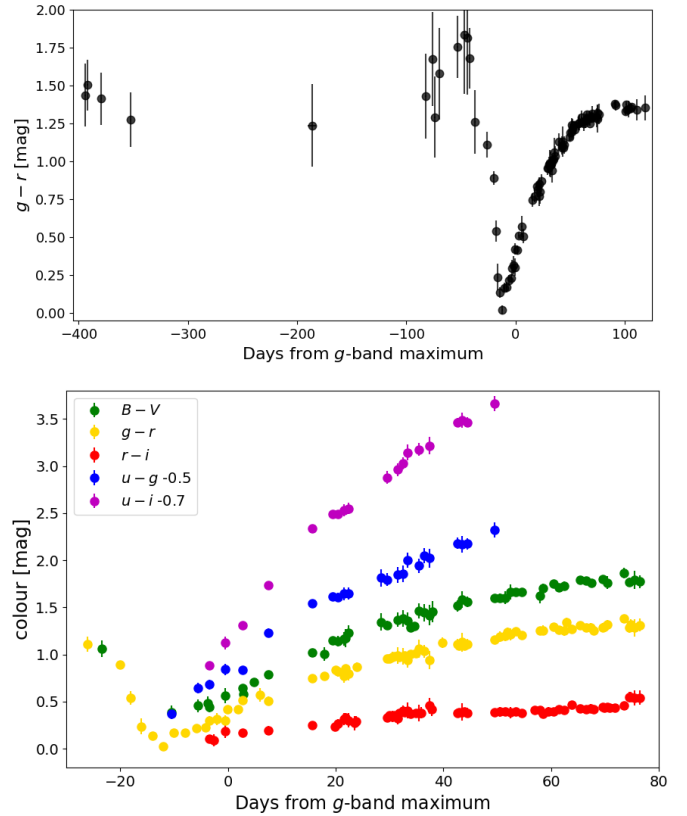 2.00
1.75
1.50
1.25
1.00
0.75
0.50
0.25
0.00
g − r [mag]
−400 −300 −200 −100 0 100
Days from g-band maximum
B − V
g − r
r − i
u − g -0.5
u − i -0.7
3.5
3.0
2.5
2.0
1.5
1.0
0.5
0.0
colour [mag]
−20 0 20 40 60 80
Days from g-band maximum